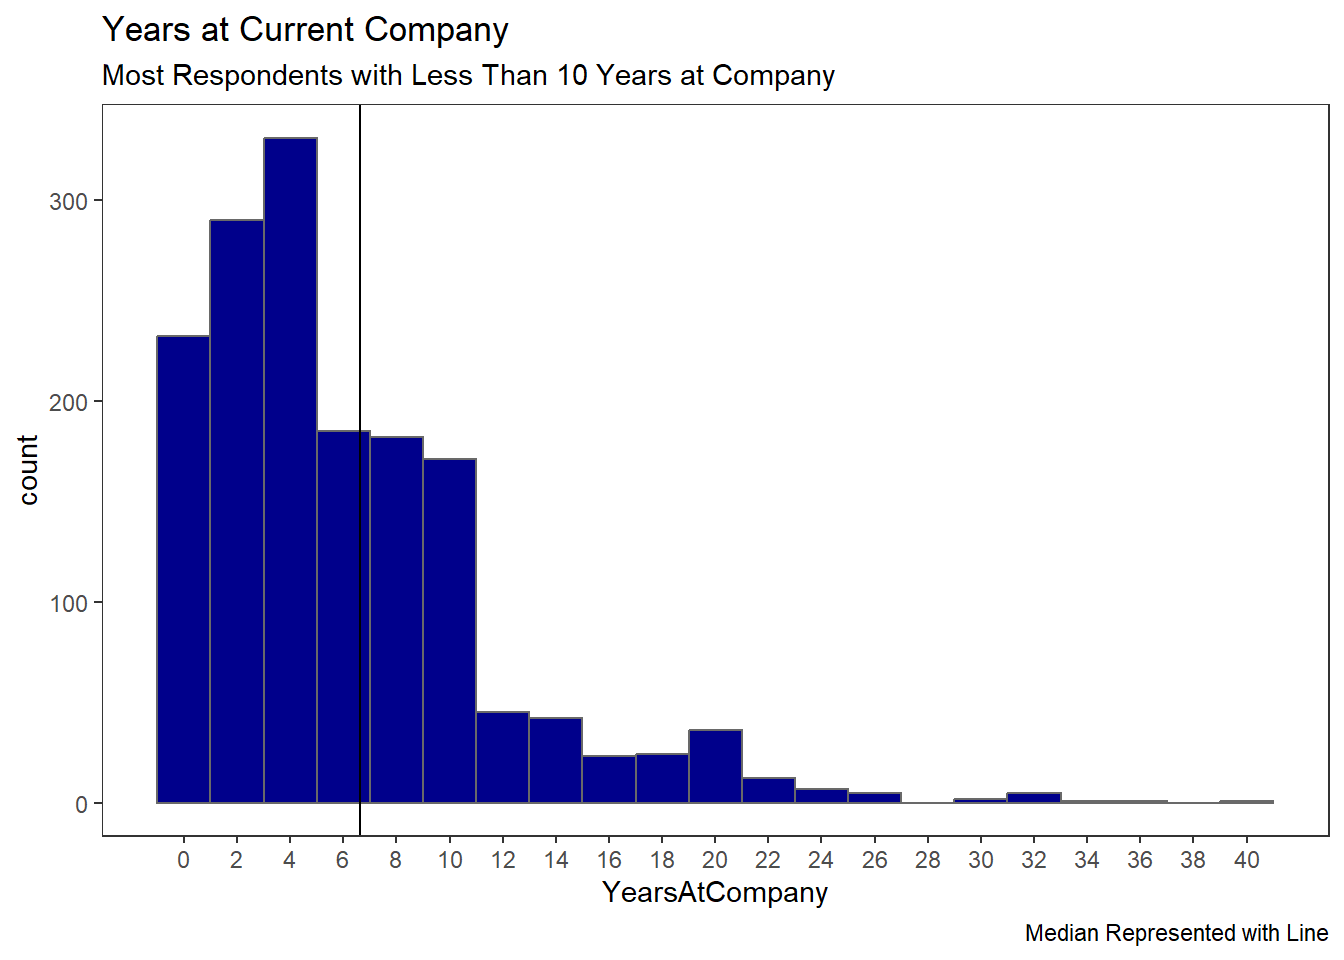 Years at Current Company
Most Respondents with Less Than 10 Years at Company
300
200
100
0
count
0 2 4 6 8 10 12 14 16 18 20 22 24 26 28 30 32 34 36 38 40
YearsAtCompany
Median Represented with Line